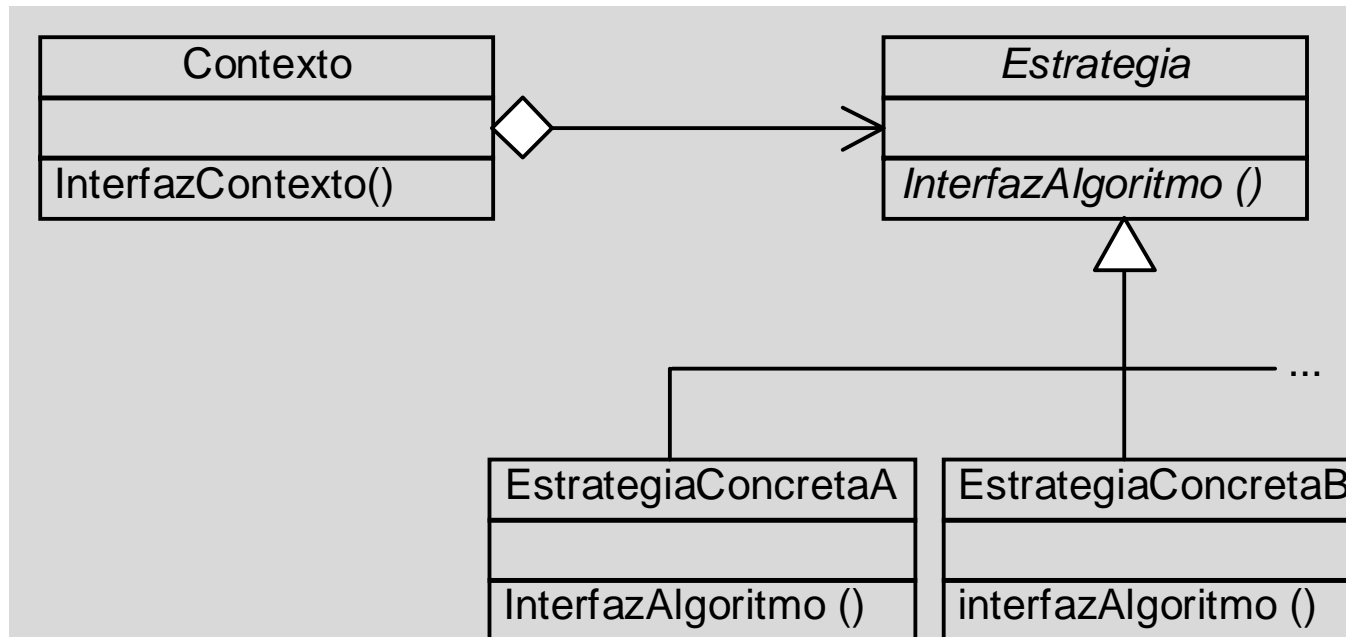 Contexto
Estrategia
InterfazContexto()
InterfazAlgoritmo ()
...
EstrategiaConcretaA
EstrategiaConcretaB
InterfazAlgoritmo ()
interfazAlgoritmo ()